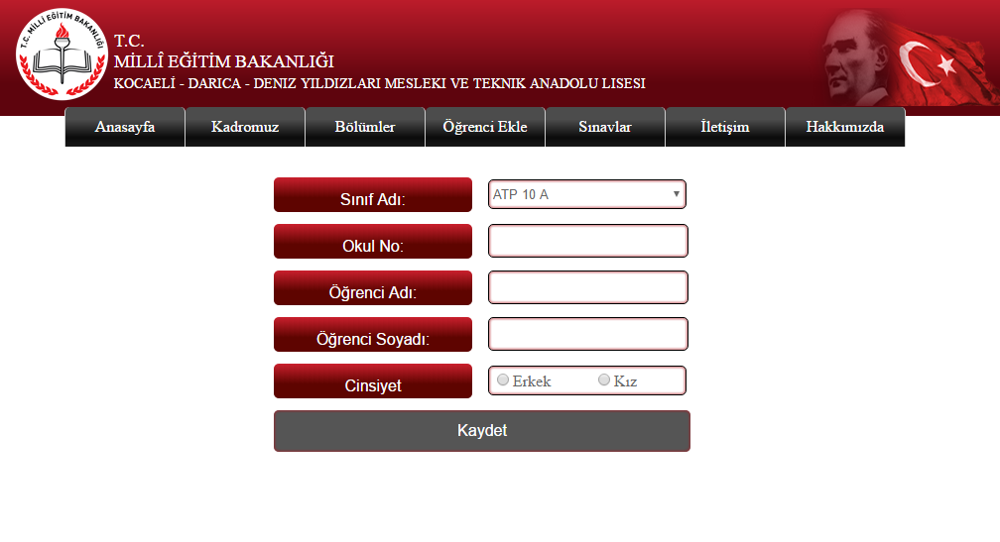 T.C. MİLLÎ EĞİTİM BAKANLIĞI
T.C.
MİLLÎ EĞİTİM BAKANLIĞI
KOCAELİ - DARICA - DENIZ YILDIZLARI MESLEKI VE TEKNIK ANADOLU LISESI
Anasayfa Kadromuz Bölümler Öğrenci Ekle Sınavlar İletişim Hakkımızda
Sınıf Adı: ATP 10 A
Okul No:
Öğrenci Adı:
Öğrenci Soyadı:
Cinsiyet Erkek Kız
Kaydet